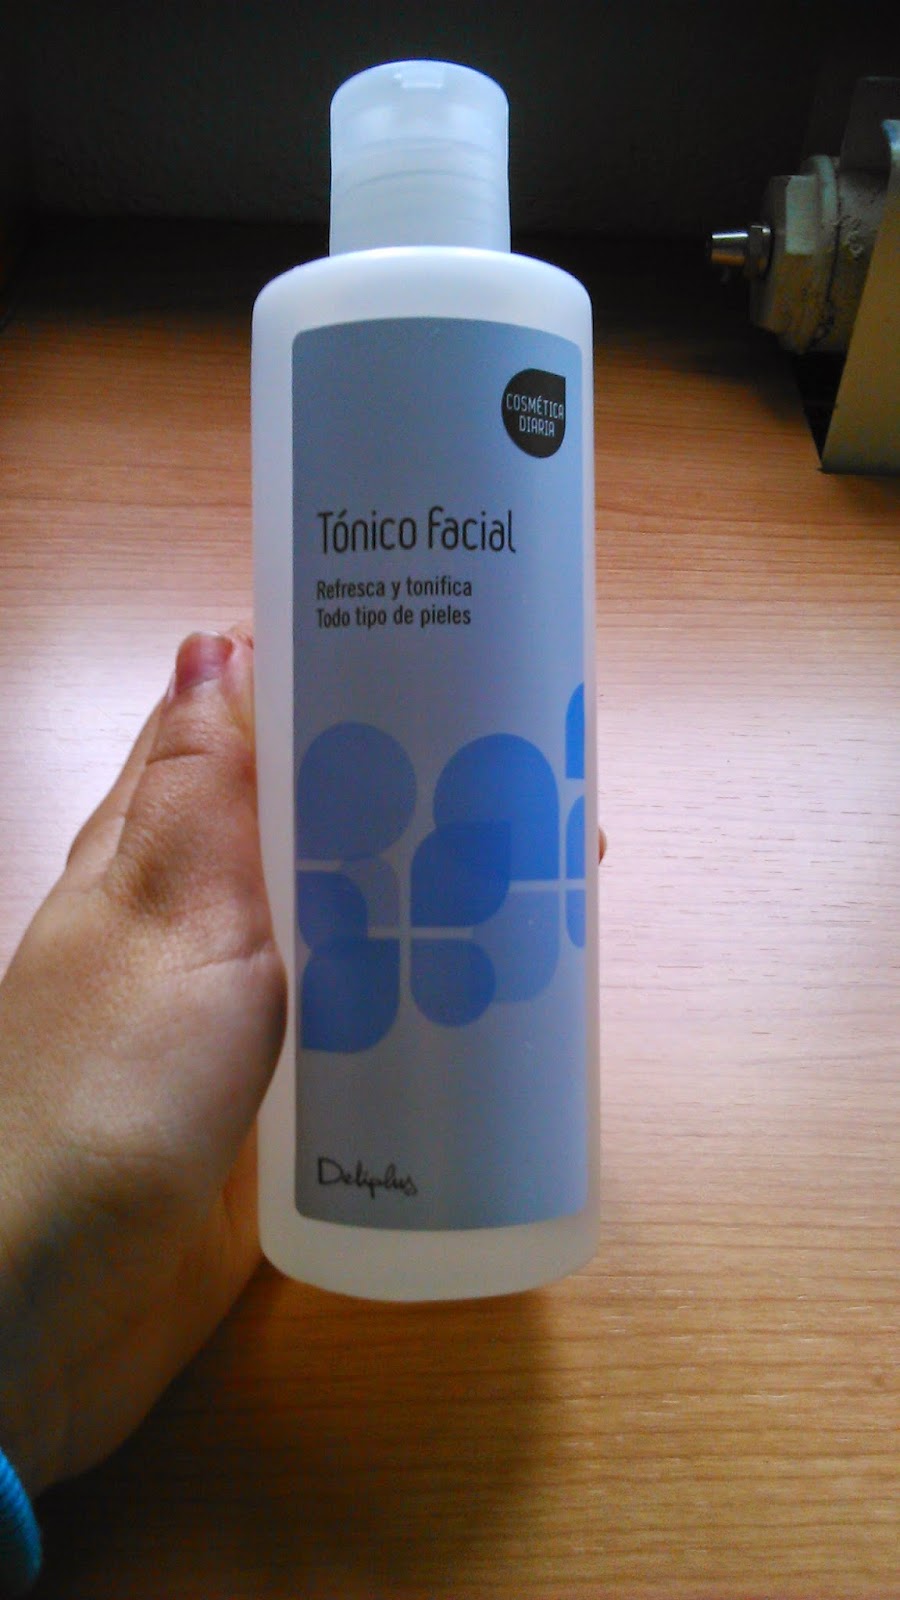 COSMÉTICA
DIARIA
Tónico facial
Refresca y tonifica
Todo tipo de pieles
Deliplus